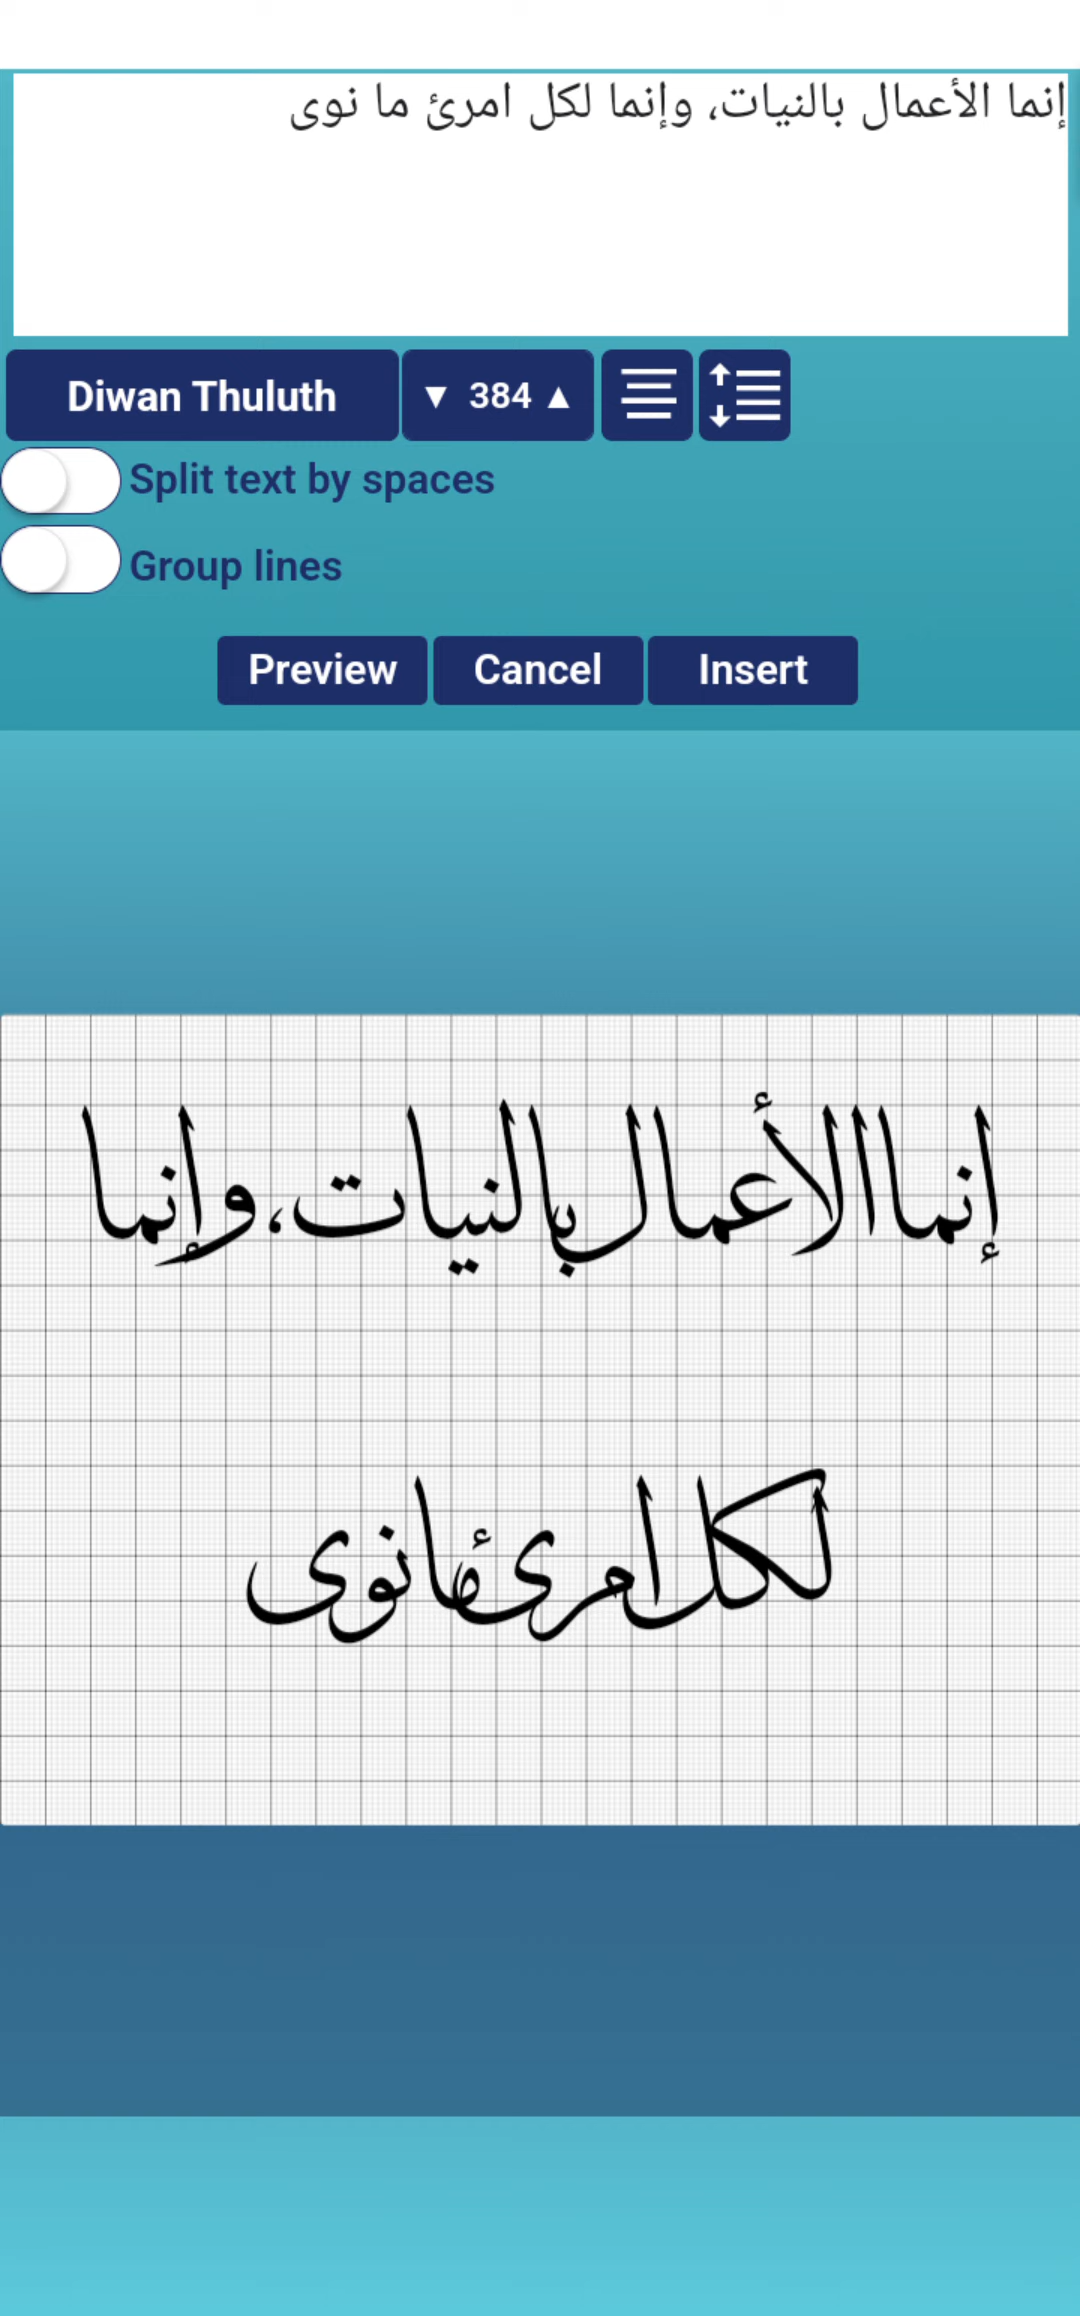 إنما الأعمال بالنيات، وإنما لكل امرئ ما نوى
Diwan Thuluth ▼ 384 ▲
Split text by spaces
Group lines
Preview Cancel Insert
إنما الأعمال بالنيات، وإنما
لكل امرئ ما نوى